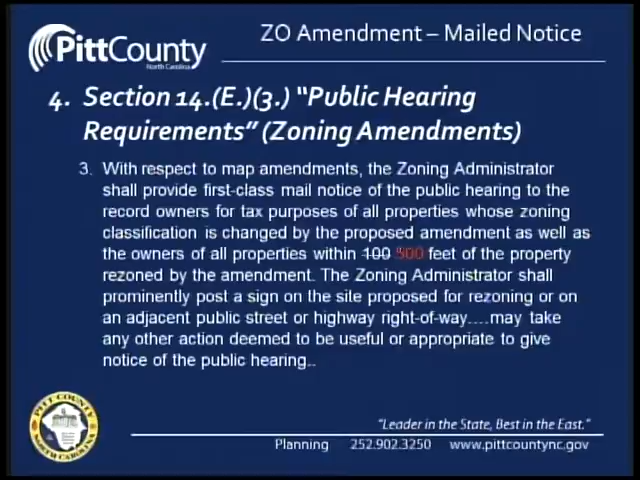 PittCounty
North Carolina
ZO Amendment – Mailed Notice
4. Section 14.(E.)(3.) “Public Hearing
Requirements” (Zoning Amendments)
3. With respect to map amendments, the Zoning Administrator
shall provide first-class mail notice of the public hearing to the
record owners for tax purposes of all properties whose zoning
classification is changed by the proposed amendment as well as
the owners of all properties within 100 500 feet of the property
rezoned by the amendment. The Zoning Administrator shall
prominently post a sign on the site proposed for rezoning or on
an adjacent public street or highway right-of-way....may take
any other action deemed to be useful or appropriate to give
notice of the public hearing..
PITT COUNTY
NORTH CAROLINA
“Leader in the State, Best in the East.”
Planning 252.902.3250 www.pittcountync.gov